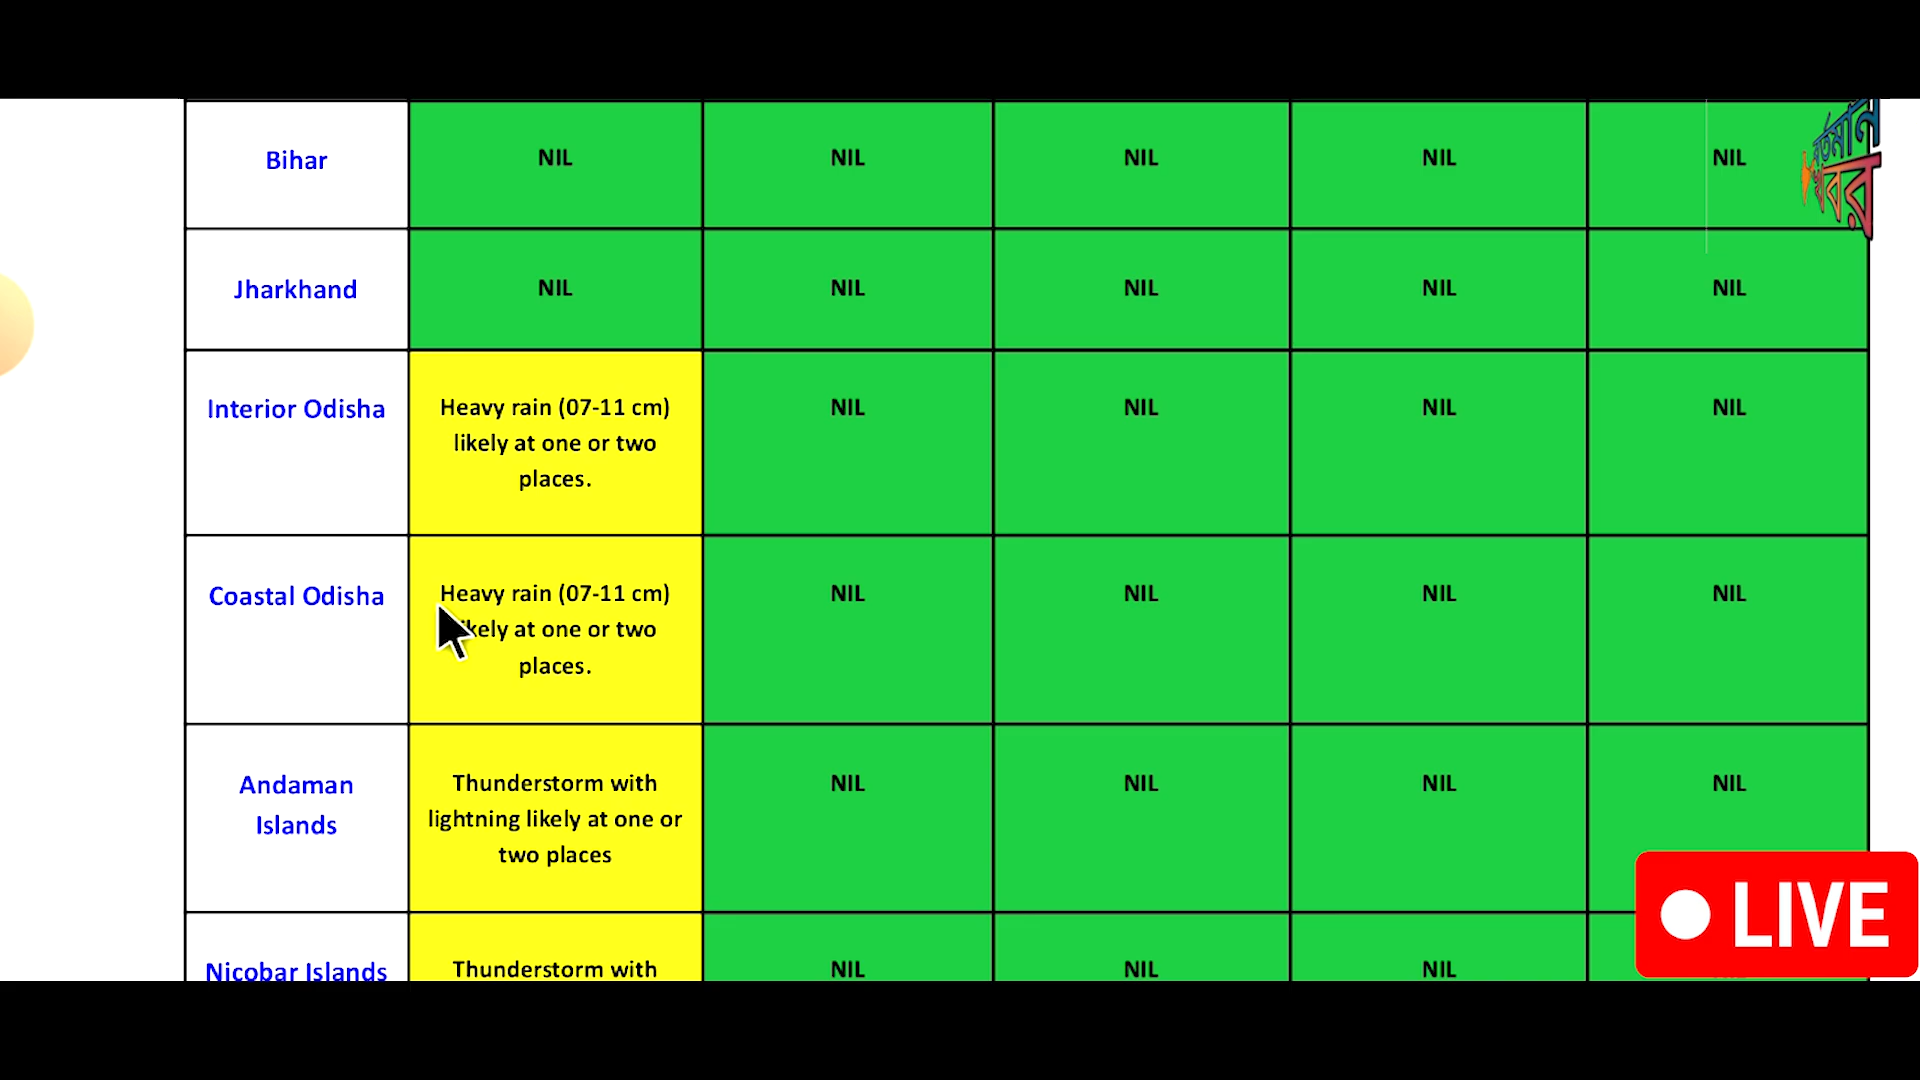 Bihar NIL NIL NIL NIL NIL
বর্তমান
খবর
Jharkhand NIL NIL NIL NIL NIL
Interior Odisha Heavy rain (07-11 cm) NIL NIL NIL NIL
likely at one or two
places.
Coastal Odisha Heavy rain (07-11 cm) NIL NIL NIL NIL
likely at one or two
places.
Andaman Thunderstorm with NIL NIL NIL NIL
Islands lightning likely at one or
two places
LIVE
Nicobar Islands Thunderstorm with NIL NIL NIL